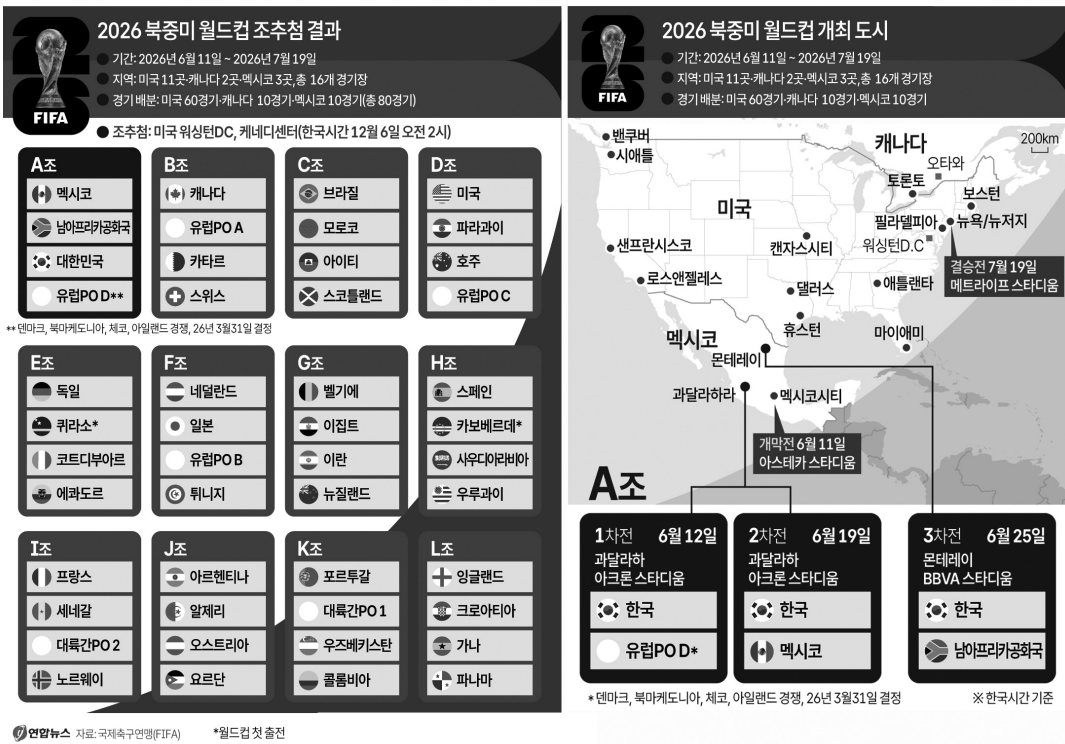 2026 북중미 월드컵 조추첨 결과
● 기간: 2026년 6월 11일 ~ 2026년 7월 19일
● 지역: 미국 11곳·캐나다 2곳·멕시코 3곳, 총 16개 경기장
● 경기 배분: 미국 60경기·캐나다 10경기·멕시코 10경기(총 80경기)
FIFA
● 조추첨: 미국 워싱턴DC, 케네디센터(한국시간 12월 6일 오전 2시)
A조
멕시코
남아프리카공화국
대한민국
유럽PO D**
B조
캐나다
유럽PO A
카타르
스위스
C조
브라질
모로코
아이티
스코틀랜드
D조
미국
파라과이
호주
유럽PO C
** 덴마크, 북마케도니아, 체코, 아일랜드 경쟁, 26년 3월31일 결정
E조
독일
퀴라소*
코트디부아르
에콰도르
F조
네덜란드
일본
유럽PO B
튀니지
G조
벨기에
이집트
이란
뉴질랜드
H조
스페인
카보베르데*
사우디아라비아
우루과이
I조
프랑스
세네갈
대륙간PO 2
노르웨이
J조
아르헨티나
알제리
오스트리아
요르단
K조
포르투갈
대륙간PO 1
우즈베키스탄
콜롬비아
L조
잉글랜드
크로아티아
가나
파나마
연합뉴스 자료: 국제축구연맹(FIFA) *월드컵 첫 출전
2026 북중미 월드컵 개최 도시
● 기간: 2026년 6월 11일 ~ 2026년 7월 19일
● 지역: 미국 11곳·캐나다 2곳·멕시코 3곳, 총 16개 경기장
● 경기 배분: 미국 60경기·캐나다 10경기·멕시코 10경기
FIFA
밴쿠버
시애틀
캐나다
200km
오타와
토론토
보스턴
미국
필라델피아
뉴욕/뉴저지
워싱턴D.C
샌프란시스코
캔자스시티
결승전 7월 19일
메트라이프 스타디움
로스앤젤레스
댈러스
애틀랜타
휴스턴
마이애미
멕시코
몬테레이
과달라하라
멕시코시티
개막전 6월 11일
아스테카 스타디움
A조
1차전 6월 12일
과달라하
아크론 스타디움
한국
유럽PO D*
2차전 6월 19일
과달라하
아크론 스타디움
한국
멕시코
3차전 6월 25일
몬테레이
BBVA 스타디움
한국
남아프리카공화국
* 덴마크, 북마케도니아, 체코, 아일랜드 경쟁, 26년 3월31일 결정
※ 한국시간 기준